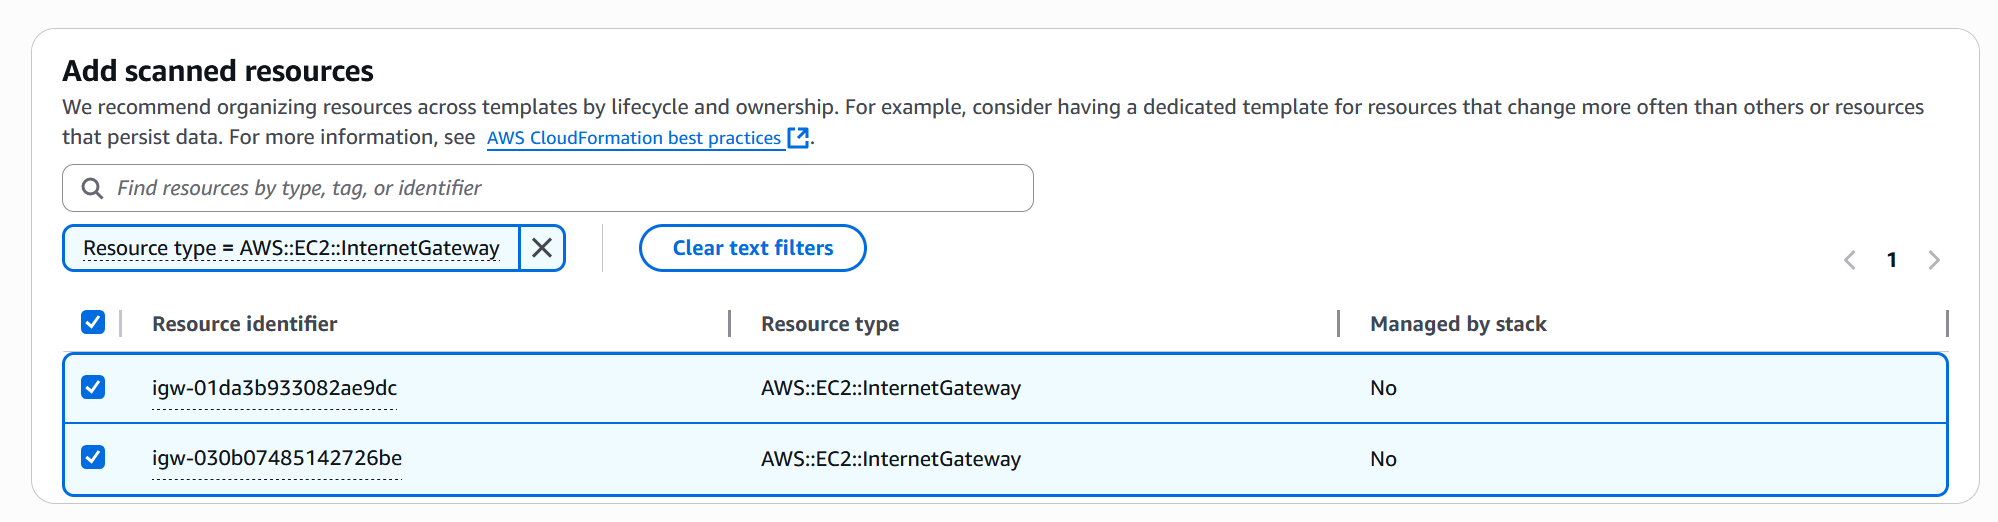 Add scanned resources
We recommend organizing resources across templates by lifecycle and ownership. For example, consider having a dedicated template for resources that change more often than others or resources
that persist data. For more information, see AWS CloudFormation best practices.
Find resources by type, tag, or identifier
Resource type = AWS::EC2::InternetGateway
Clear text filters
1
Resource identifier Resource type Managed by stack
igw-01da3b933082ae9dc AWS::EC2::InternetGateway No
igw-030b07485142726be AWS::EC2::InternetGateway No